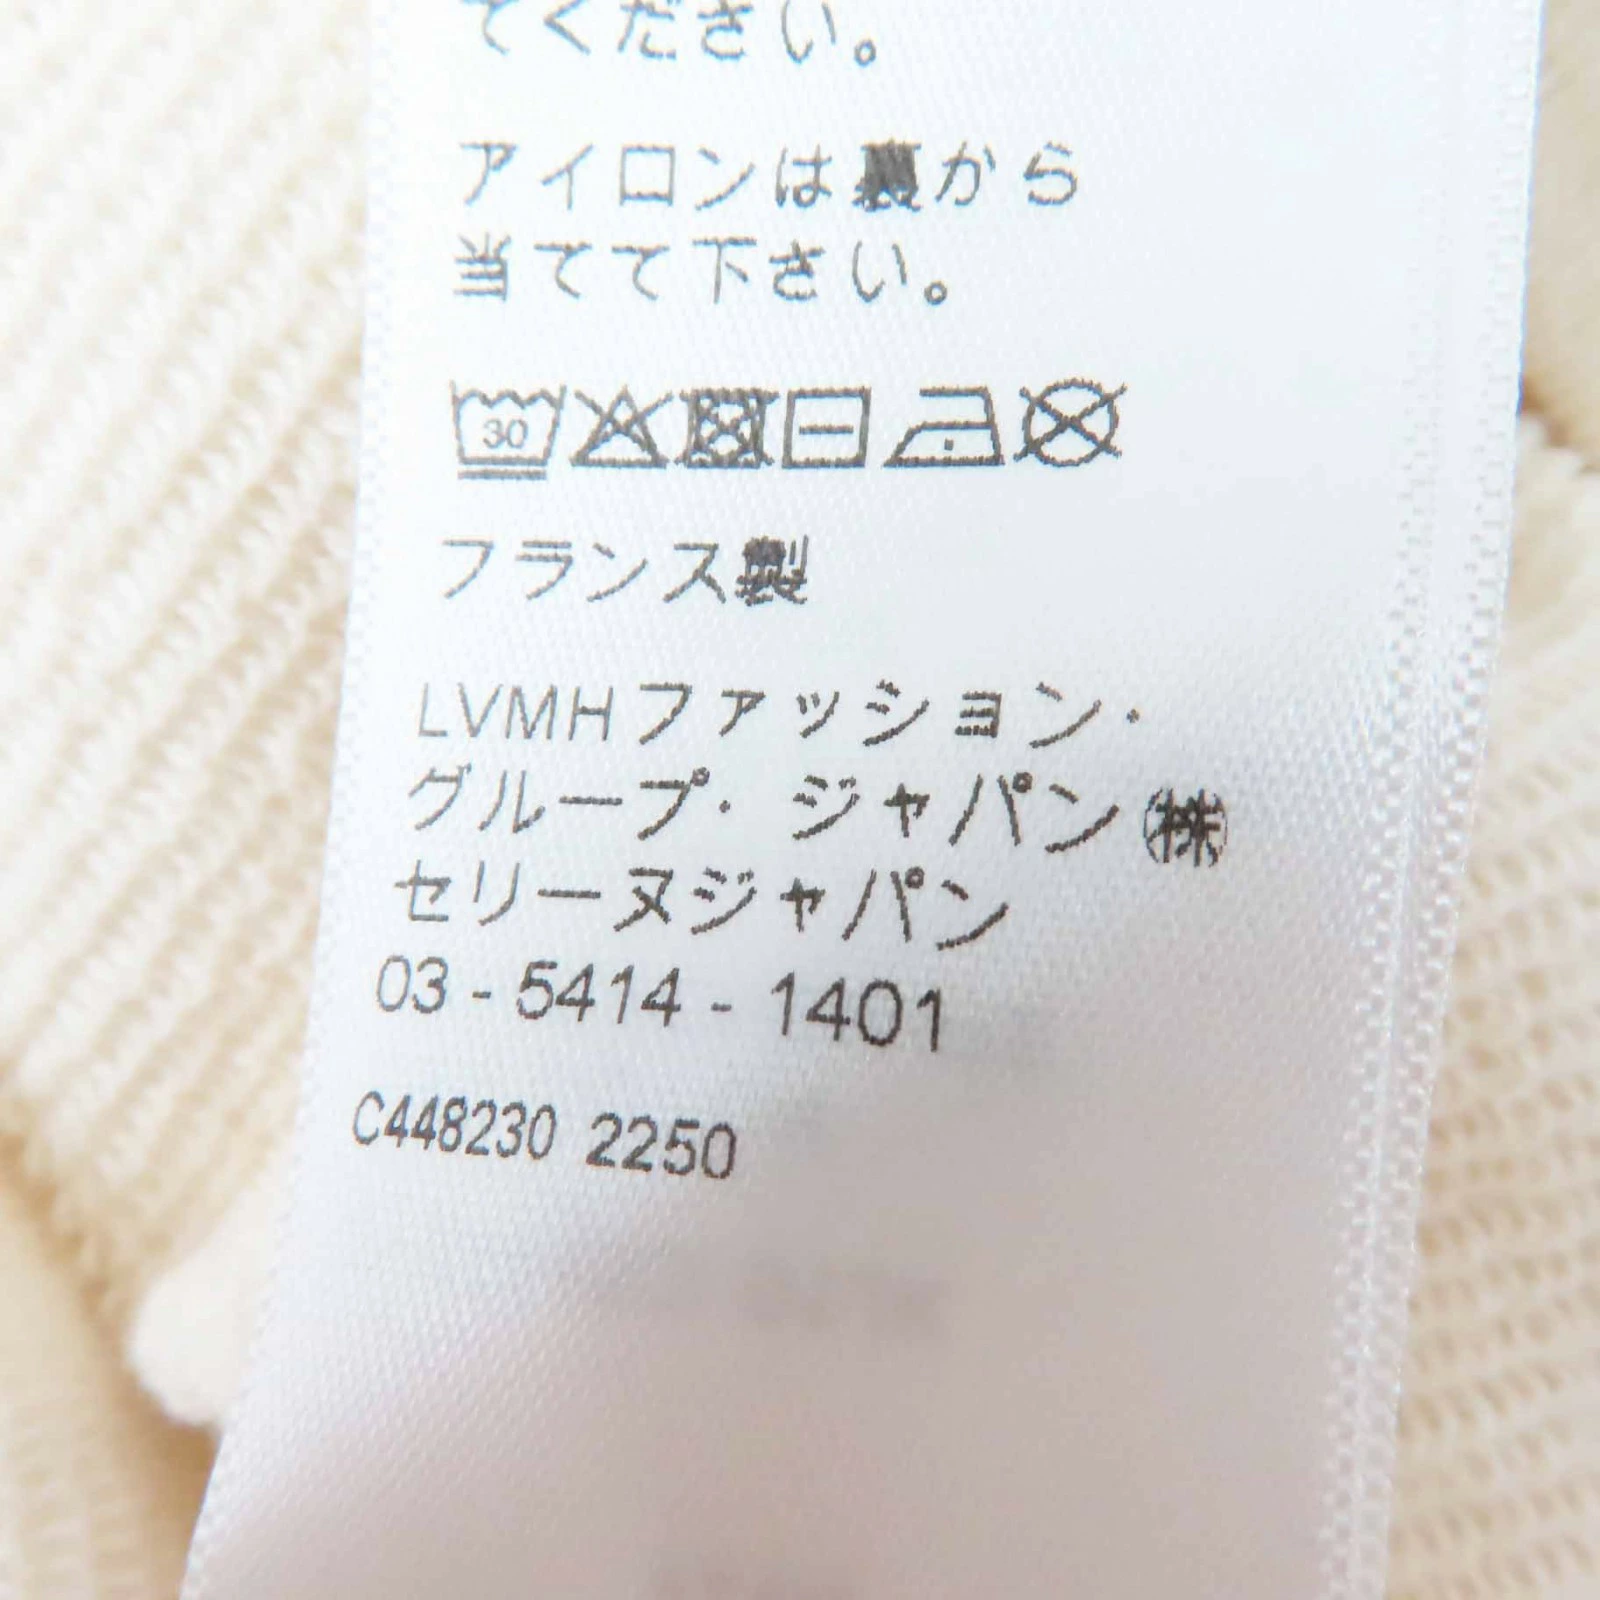 てください。
アイロンは裏から
当てて下さい。
30
フランス製
LVMHファッション・
グループ・ジャパン㈱
セリーヌジャパン
03-5414-1401
C448230 2250